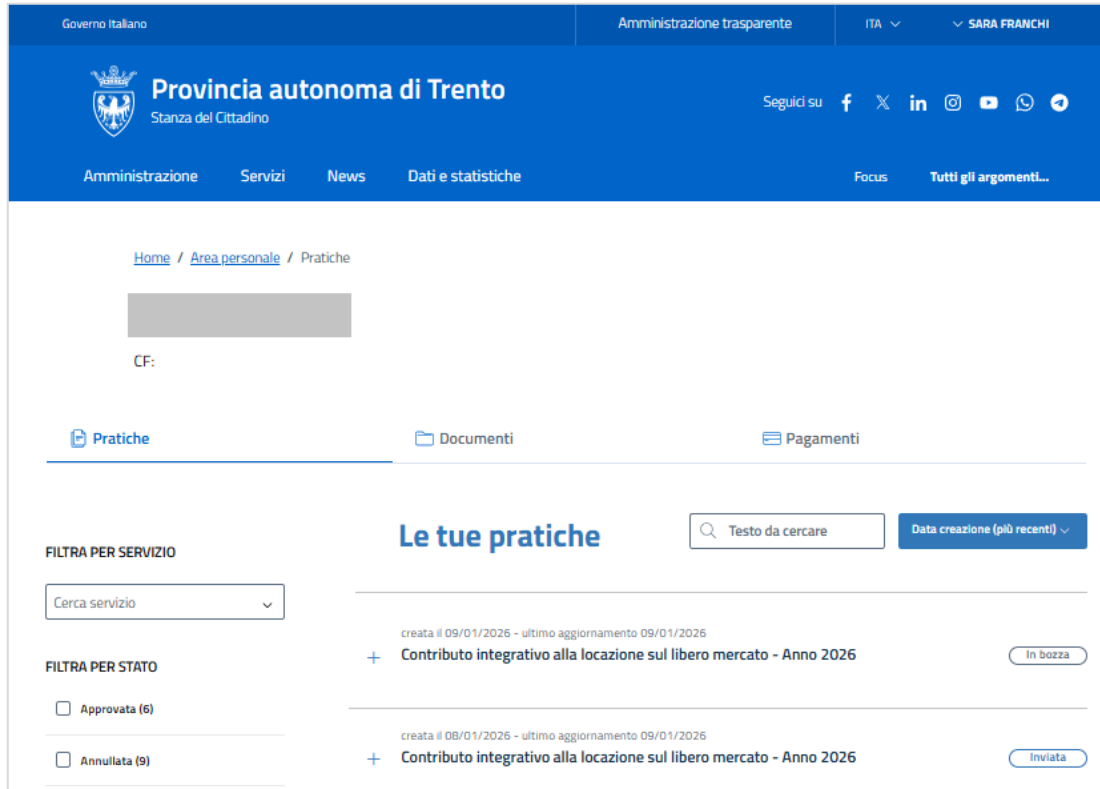 Governo Italiano
Amministrazione trasparente
ITA
SARA FRANCHI
Provincia autonoma di Trento
Stanza del Cittadino
Seguici su
Amministrazione
Servizi
News
Dati e statistiche
Focus
Tutti gli argomenti...
Home / Area personale / Pratiche
CF:
Pratiche
Documenti
Pagamenti
FILTRA PER SERVIZIO
Cerca servizio
FILTRA PER STATO
Approvata (6)
Annullata (9)
Le tue pratiche
Testo da cercare
Data creazione (più recenti)
creata il 09/01/2026 - ultimo aggiornamento 09/01/2026
Contributo integrativo alla locazione sul libero mercato - Anno 2026
In bozza
creata il 08/01/2026 - ultimo aggiornamento 09/01/2026
Contributo integrativo alla locazione sul libero mercato - Anno 2026
Inviata